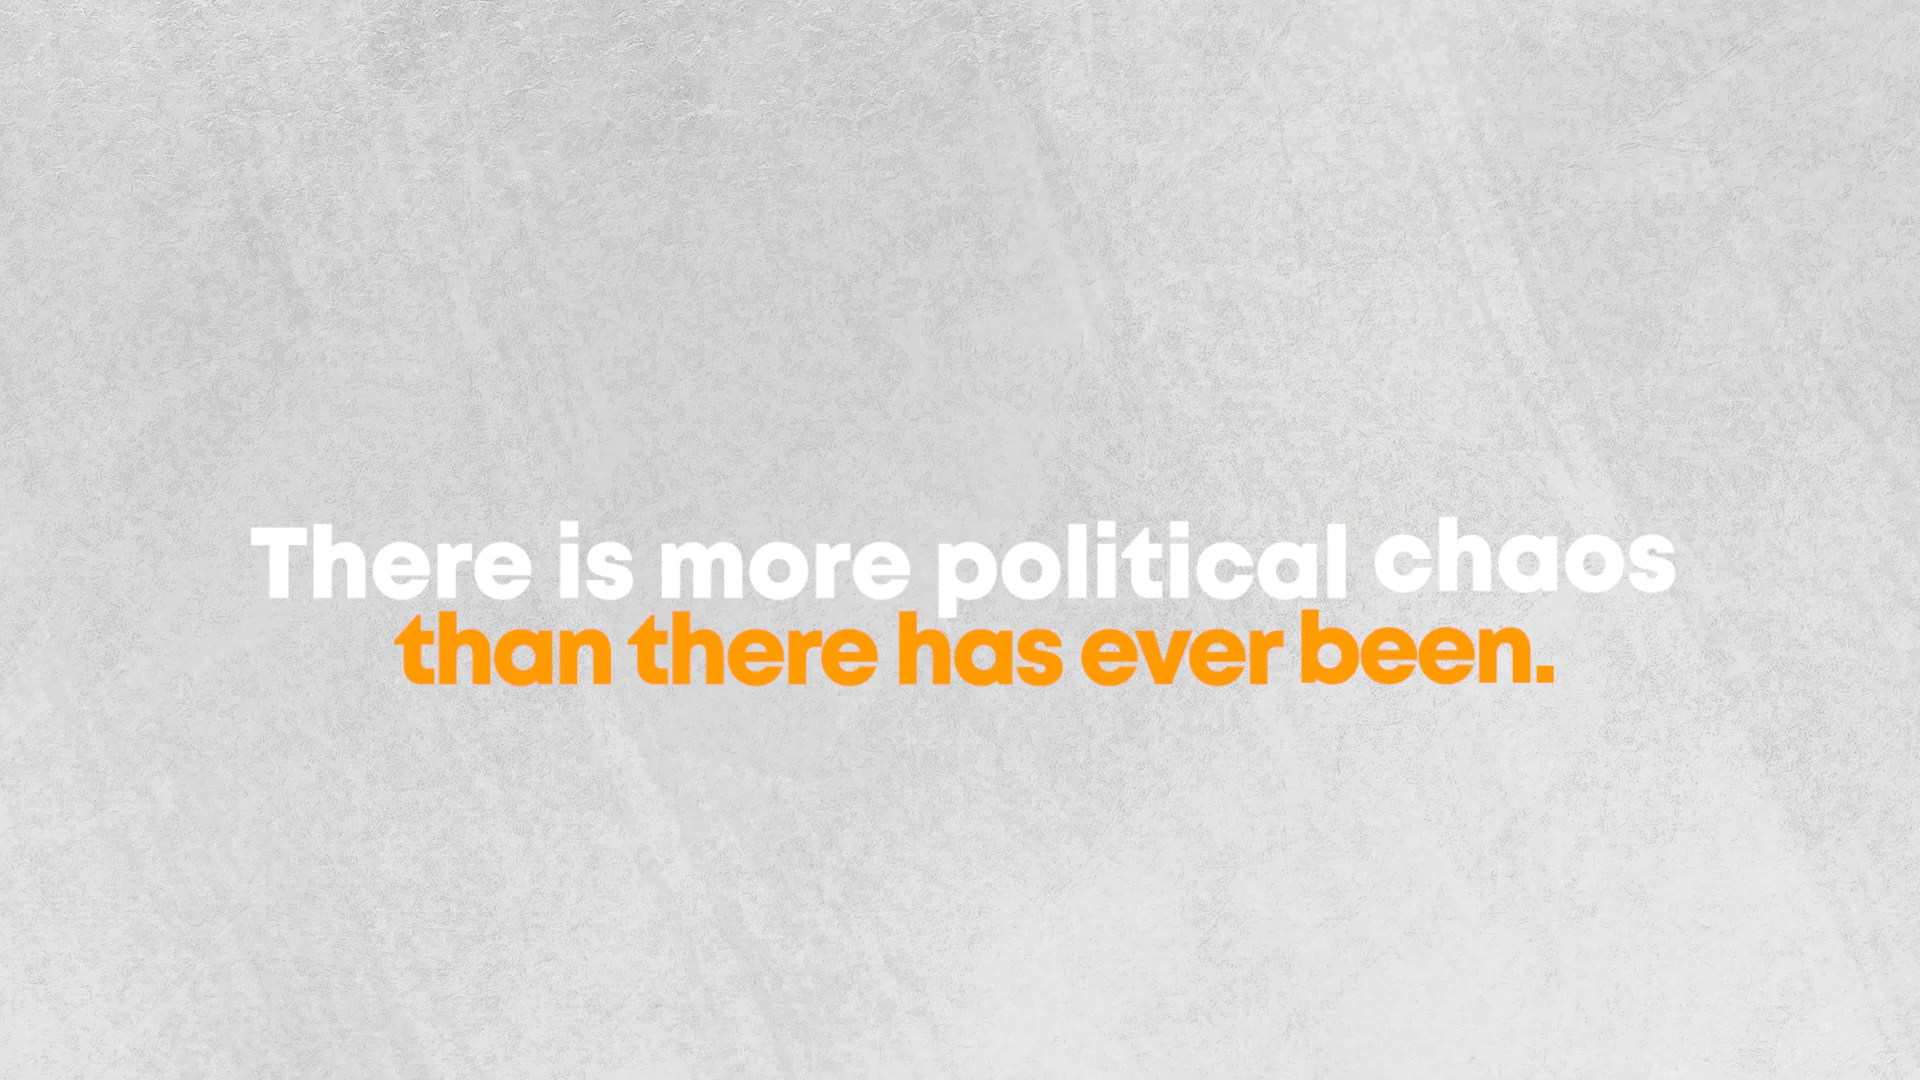 There is more political chaos
than there has ever been.